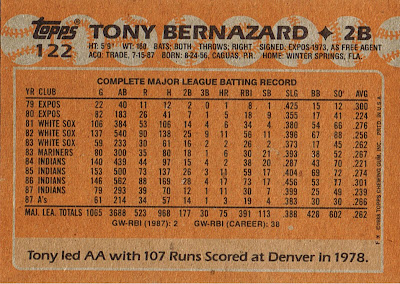 Topps
122
TONY BERNAZARD ✦ 2B
HT: 5'9" WT: 160 BATS: BOTH THROWS: RIGHT SIGNED: EXPOS-1973, AS FREE AGENT
ACQ: TRADE, 7-15-87 BORN: 8-24-56, CAGUAS, P.R. HOME: WINTER SPRINGS, FLA.
COMPLETE MAJOR LEAGUE BATTING RECORD
YR CLUB G AB R H 2B 3B HR RBI SB SLG BB SO AVG
79 EXPOS 22 40 11 12 2 0 1 8 1 .425 15 12 .300
80 EXPOS 82 183 26 41 7 1 5 18 9 .355 17 41 .224
81 WHITE SOX 106 384 53 106 14 4 6 34 4 .380 54 66 .276
82 WHITE SOX 137 540 90 138 25 9 11 56 11 .396 67 88 .256
83 WHITE SOX 59 233 30 61 16 2 2 26 2 .373 17 45 .262
83 MARINERS 80 300 35 80 18 1 6 30 21 .393 38 52 .267
84 INDIANS 140 439 44 97 15 4 2 38 20 .287 43 70 .221
85 INDIANS 153 500 73 137 26 3 11 59 17 .404 69 72 .274
86 INDIANS 146 562 88 169 28 4 17 73 17 .456 53 77 .301
87 INDIANS 79 293 39 70 12 1 11 30 7 .399 25 49 .239
87 A's 61 214 34 57 14 1 3 19 4 .383 30 30 .266
MAJ. LEA. TOTALS 1065 3688 523 968 177 30 75 391 113 .388 428 602 .262
GW-RBI (1987): 2 GW-RBI (CAREER): 38
Tony led AA with 107 Runs Scored at Denver in 1978.